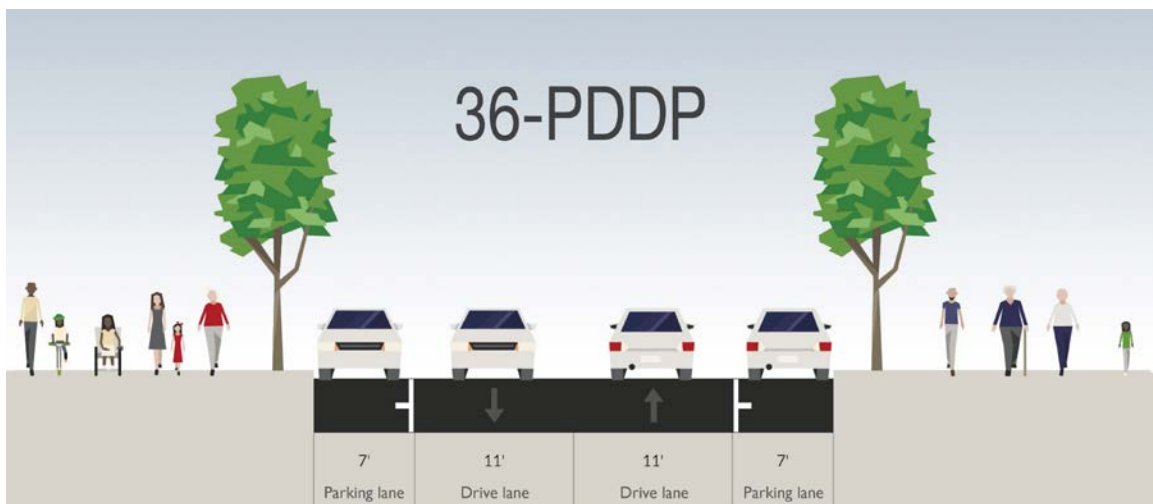 36-PDDP
7' 11' 11' 7'
Parking lane Drive lane Drive lane Parking lane